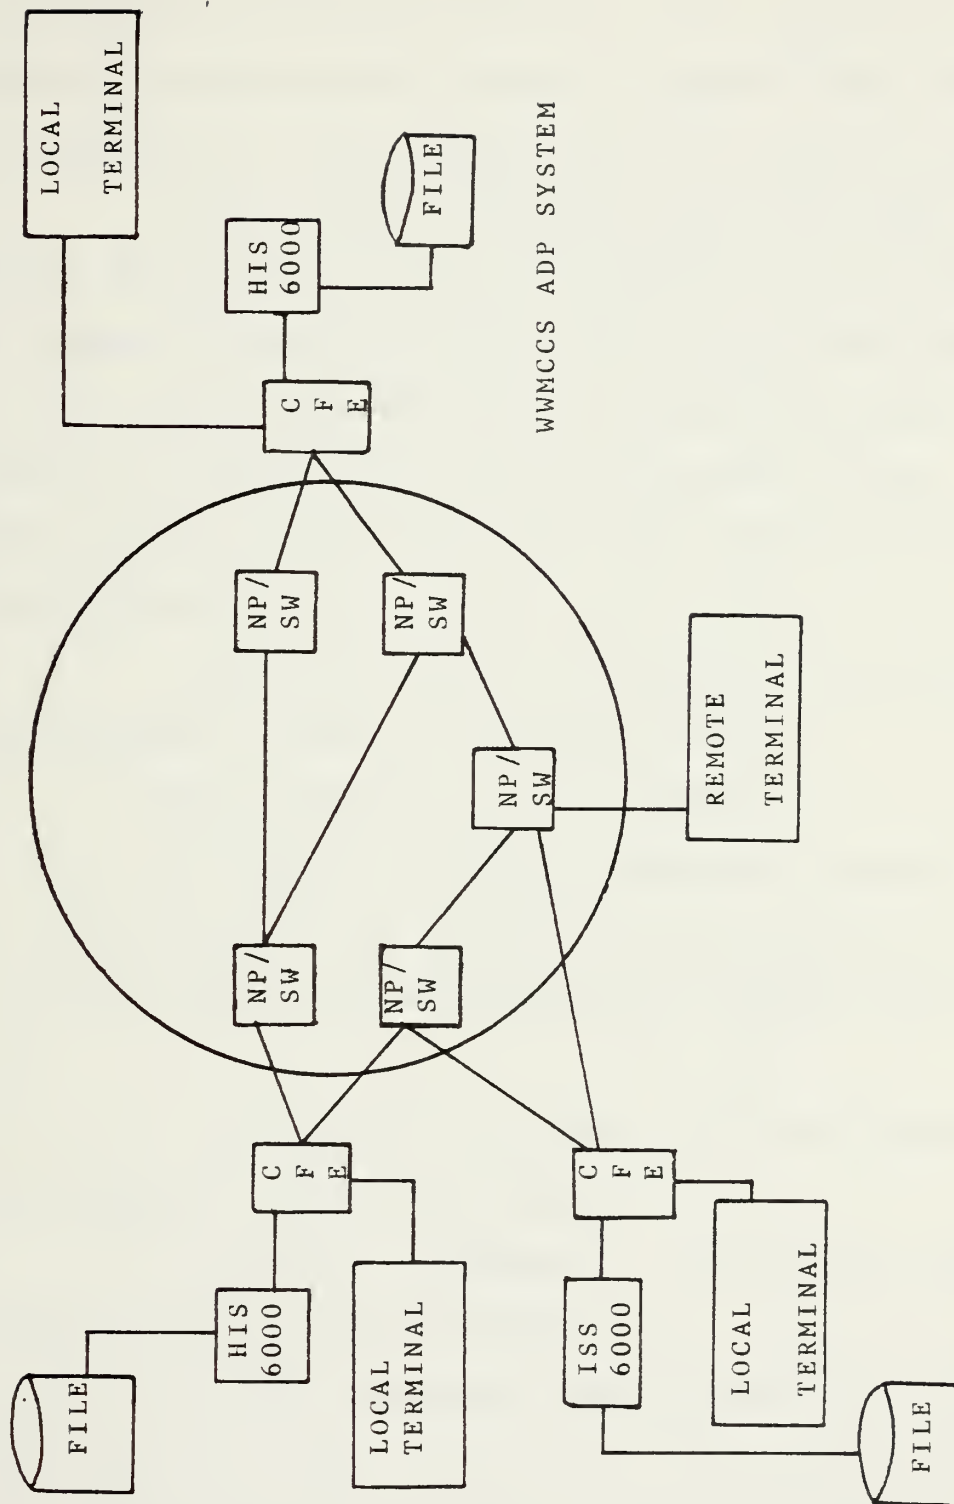 LOCAL
TERMINAL
FILE
HIS
6000
NP/
SW
NP/
SW
HIS
6000
C
F
E
C
F
E
LOCAL
TERMINAL
NP/
SW
NP/
SW
FILE
NP/
SW
WWMCCS ADP SYSTEM
ISS
6000
C
F
E
REMOTE
TERMINAL
LOCAL
TERMINAL
FILE